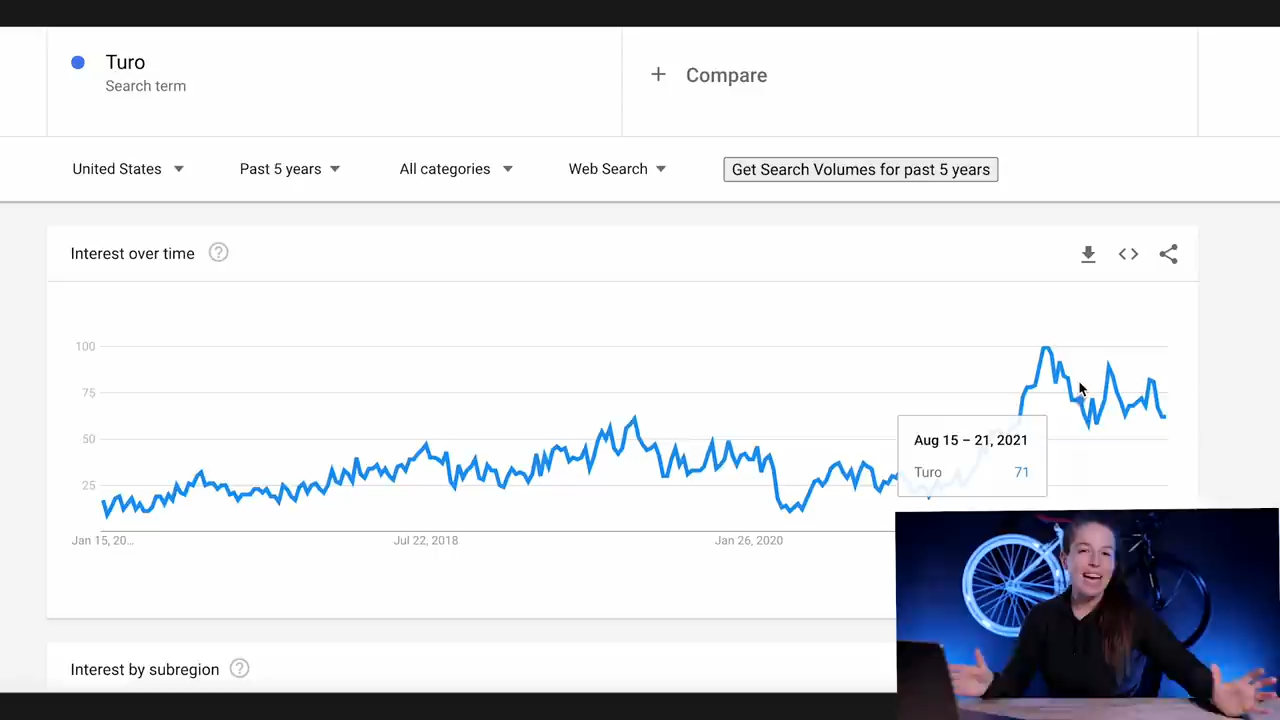 Turo
Search term
+ Compare
United States
Past 5 years
All categories
Web Search
Get Search Volumes for past 5 years
Interest over time ?
100
75
50
25
Aug 15 – 21, 2021
Turo 71
Jan 15, 20...
Jul 22, 2018
Jan 26, 2020
Interest by subregion ?